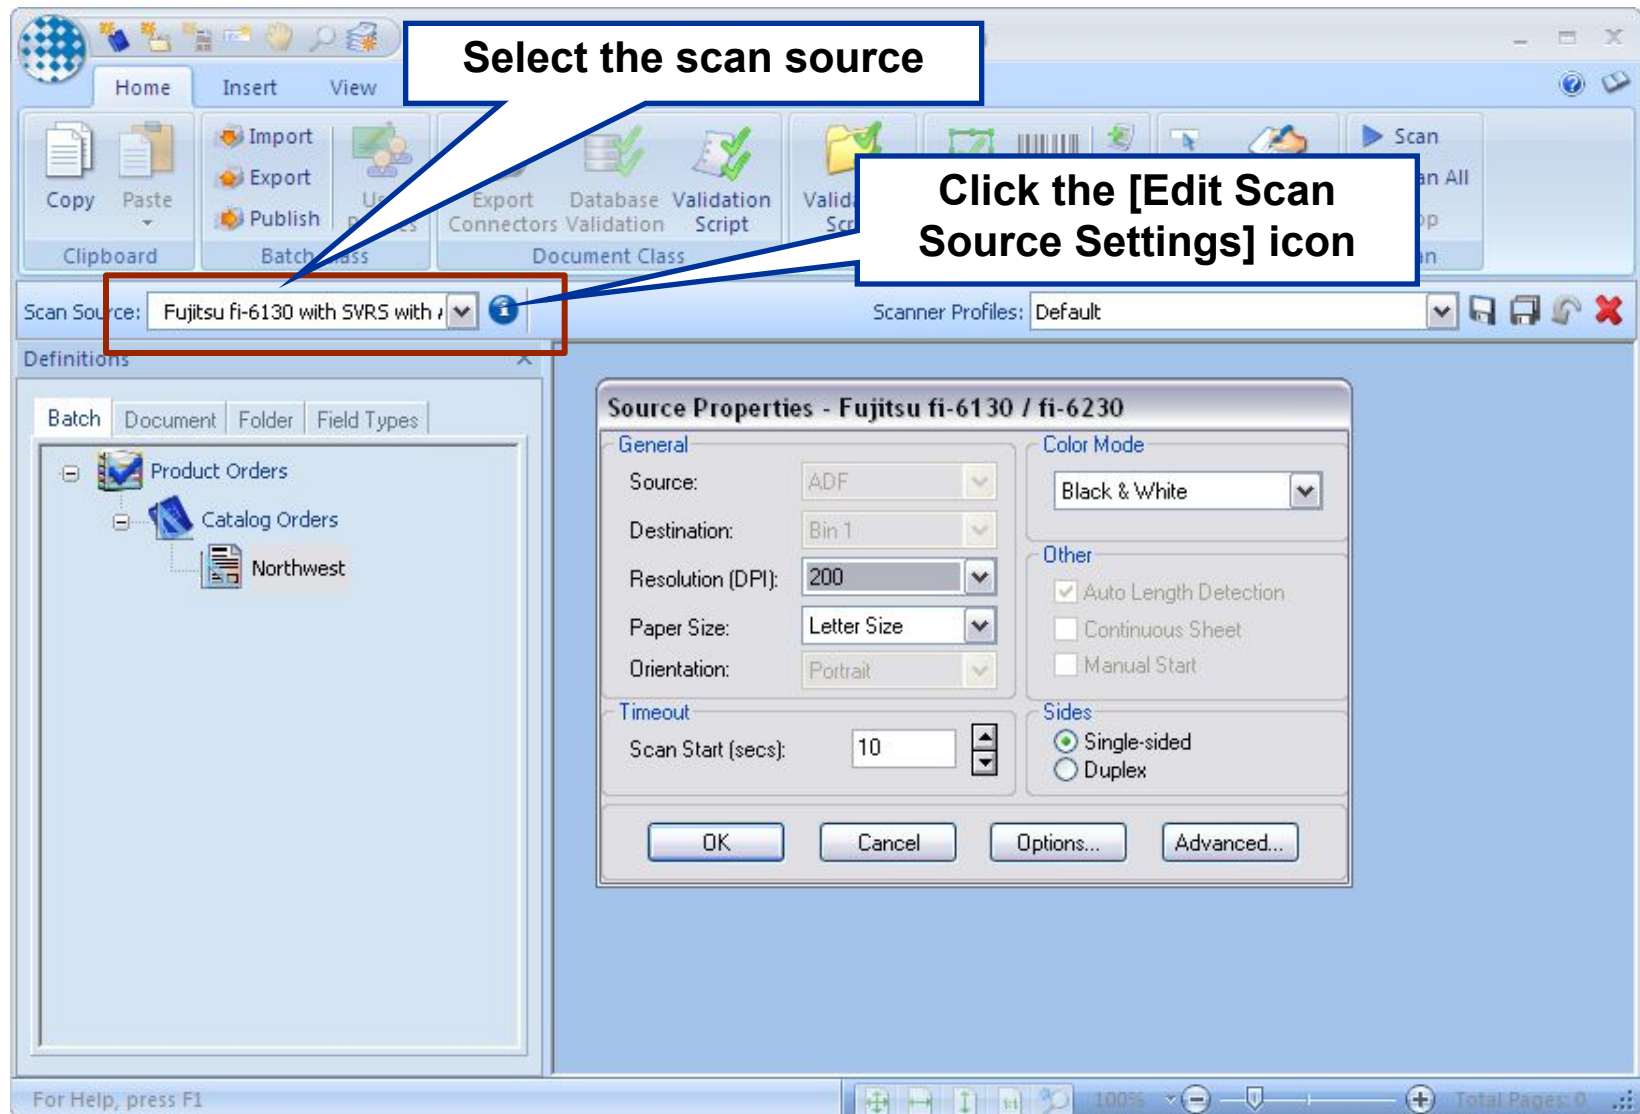 Select the scan source
Home Insert View
Import
Export
Publish
Copy Paste
Export Connectors
Database Validation
Validation Script
Scan
Clipboard
Document Class
Click the [Edit Scan
Source Settings] icon
Scan Source: Fujitsu fi-6130 with SVRS with
Scanner Profiles: Default
Definitions
Batch Document Folder Field Types
Product Orders
Catalog Orders
Northwest
Source Properties - Fujitsu fi-6130 / fi-6230
General
Source: ADF
Destination: Bin 1
Resolution (DPI): 200
Paper Size: Letter Size
Orientation: Portrait
Color Mode
Black & White
Other
Auto Length Detection
Continuous Sheet
Manual Start
Timeout
Scan Start (secs): 10
Sides
Single-sided
Duplex
OK Cancel Options... Advanced...
For Help, press F1
100%
Total Pages: 0